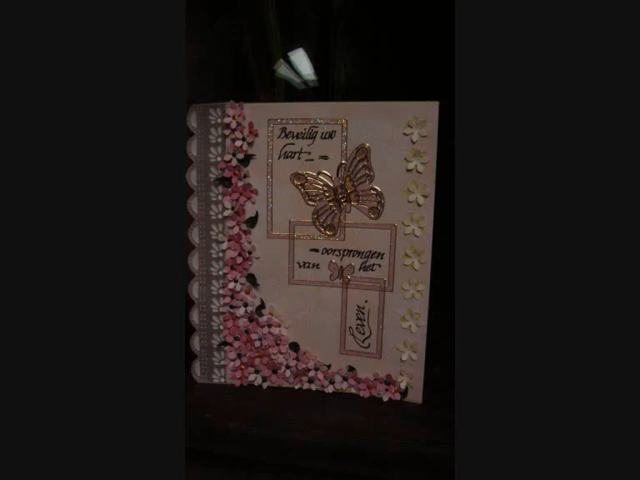 Beveilig uw
hart - -
- oorsprongen
van het
Leven.